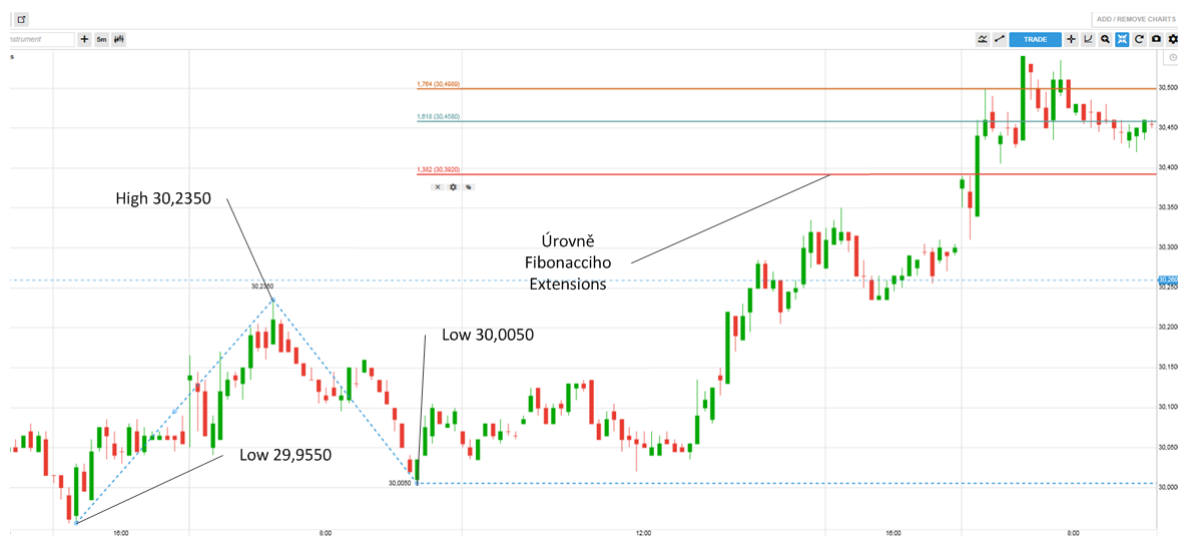 ADD / REMOVE CHARTS
nstrument
5m
TRADE
s
1,764 (30,4989)
1,618 (30,4580)
1,382 (30,3920)
High 30,2350
Úrovně
Fibonacciho
Extensions
30,2350
Low 30,0050
Low 29,9550
30,0050
30,5000
30,450
30,400
30,350
30,300
30,260
30,250
30,200
30,150
30,100
30,050
30,000
16:00
8:00
12:00
16:00
8:00